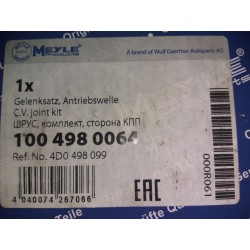 MEYLE
A brand of Wulf Gaertner Autoparts AG
1x
Gelenksatz, Antriebswelle
C.V. joint kit
ШРУС, комплект, сторона КПП
100 498 0064
Ref. No. 4D0 498 099
000R061
4 040074 267066
EAC